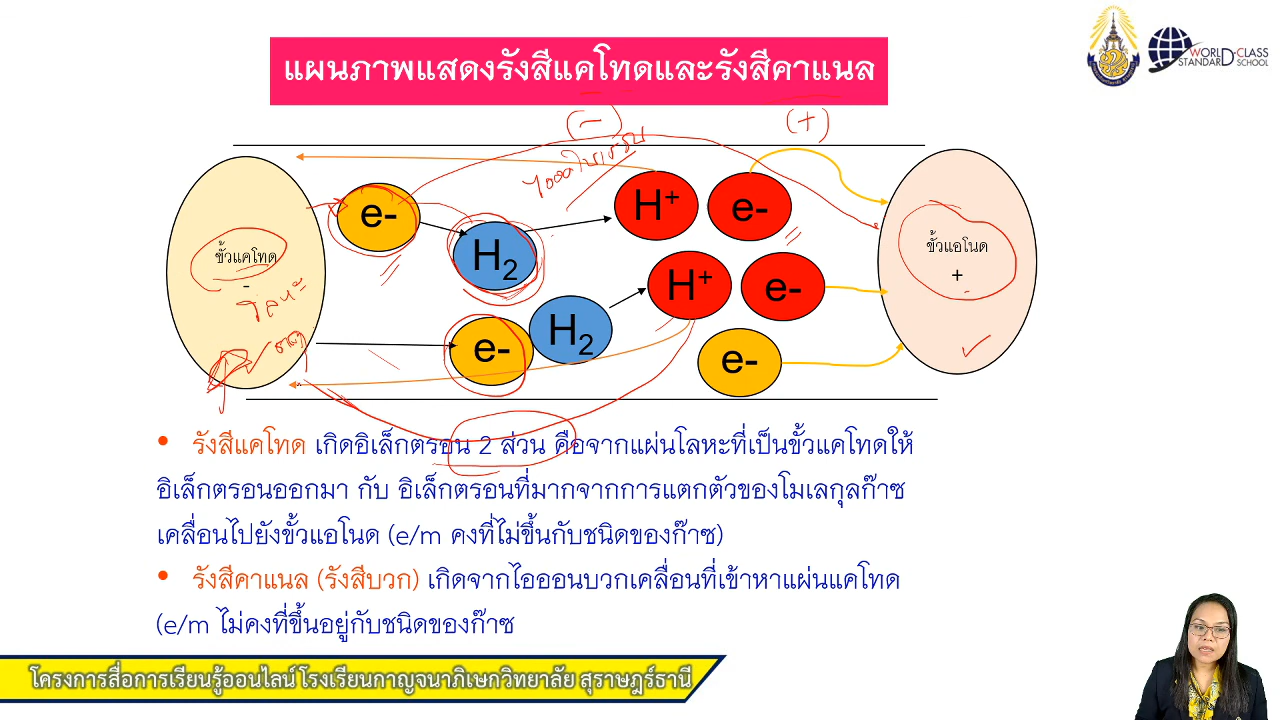 แผนภาพแสดงรังสีแคโทดและรังสีคาแนล
WORLD-CLASS
STANDARD SCHOOL
(-)
(+)
ขั้วแคโทด
-
โลหะ
e-
H2
H+
e-
ขั้วแอโนด
+
e-
H2
H+
e-
e-
• รังสีแคโทด เกิดอิเล็กตรอน 2 ส่วน คือจากแผ่นโลหะที่เป็นขั้วแคโทดให้
อิเล็กตรอนออกมา กับ อิเล็กตรอนที่มากจากการแตกตัวของโมเลกุลก๊าซ
เคลื่อนไปยังขั้วแอโนด (e/m คงที่ไม่ขึ้นกับชนิดของก๊าซ)
• รังสีคาแนล (รังสีบวก) เกิดจากไอออนบวกเคลื่อนที่เข้าหาแผ่นแคโทด
(e/m ไม่คงที่ขึ้นอยู่กับชนิดของก๊าซ
โครงการสื่อการเรียนรู้ออนไลน์ โรงเรียนกาญจนาภิเษกวิทยาลัย สุราษฎร์ธานี